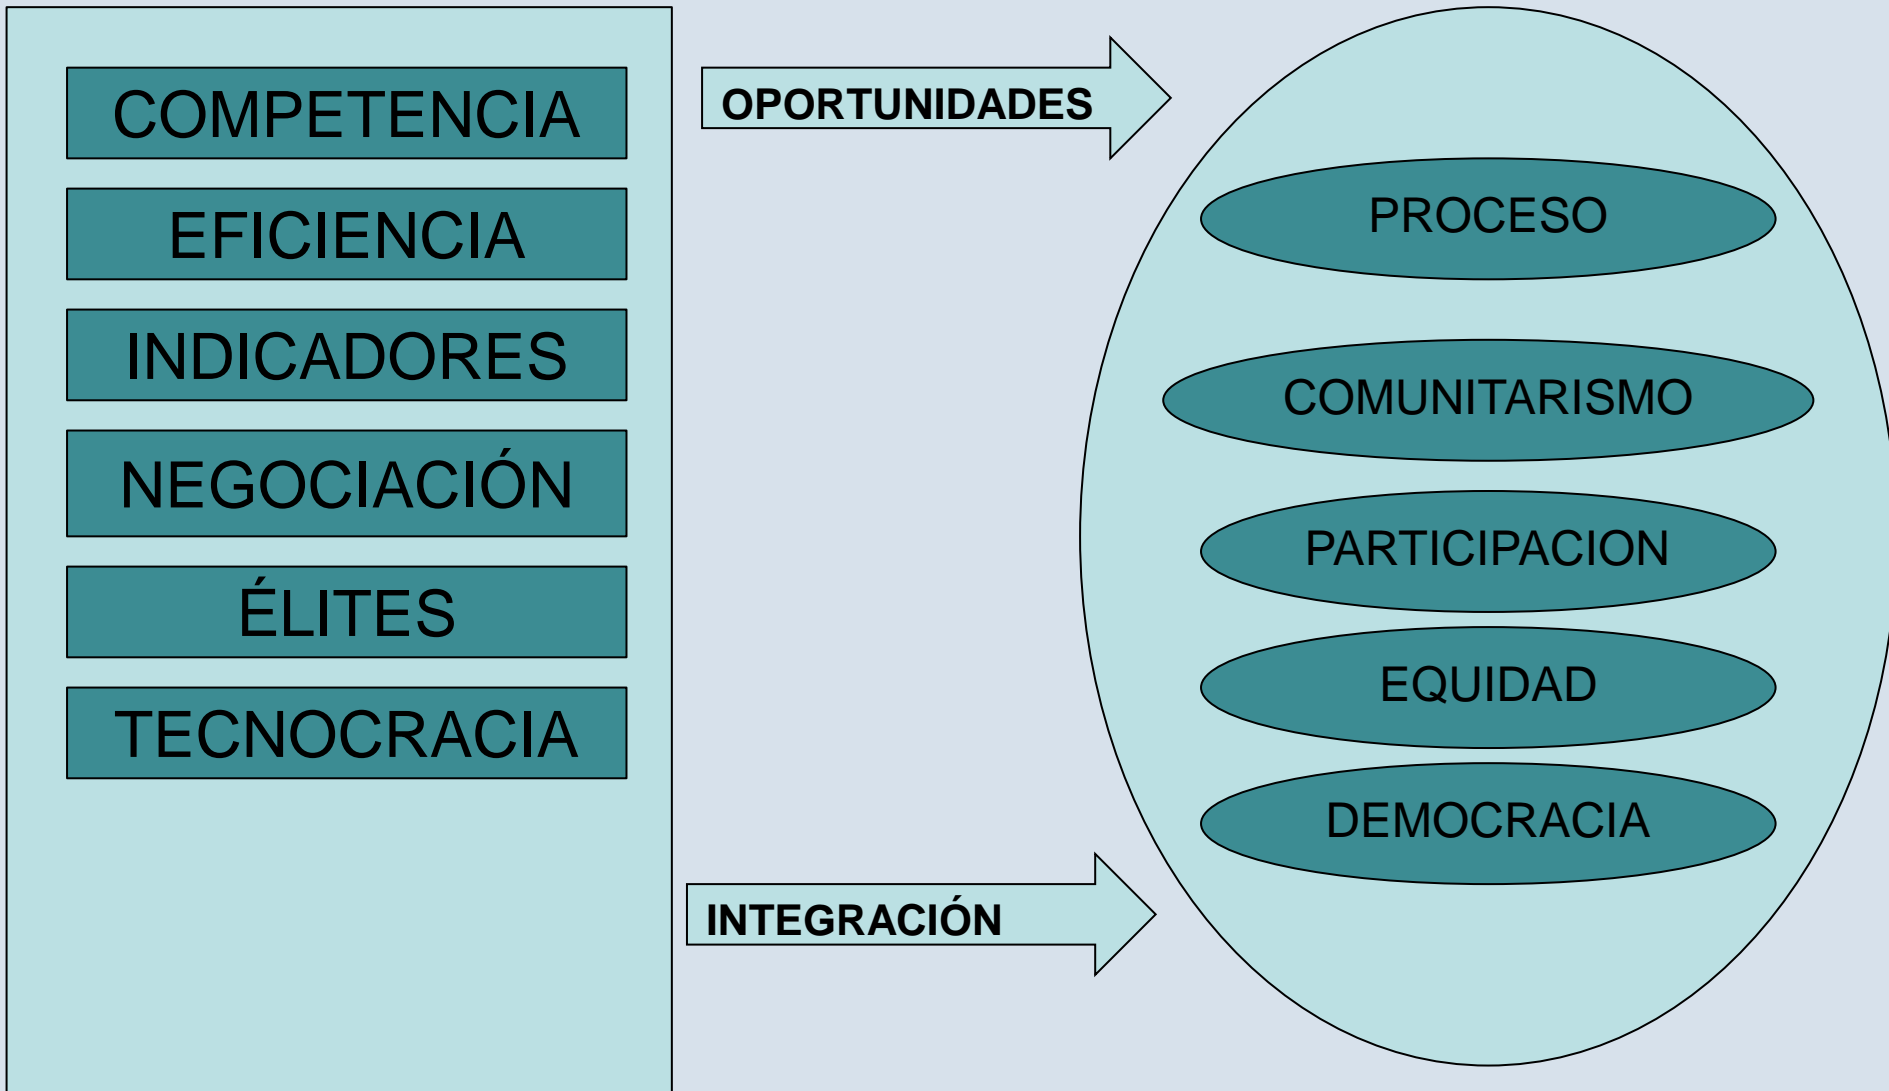 COMPETENCIA
EFICIENCIA
INDICADORES
NEGOCIACIÓN
ÉLITES
TECNOCRACIA
OPORTUNIDADES
INTEGRACIÓN
PROCESO
COMUNITARISMO
PARTICIPACION
EQUIDAD
DEMOCRACIA